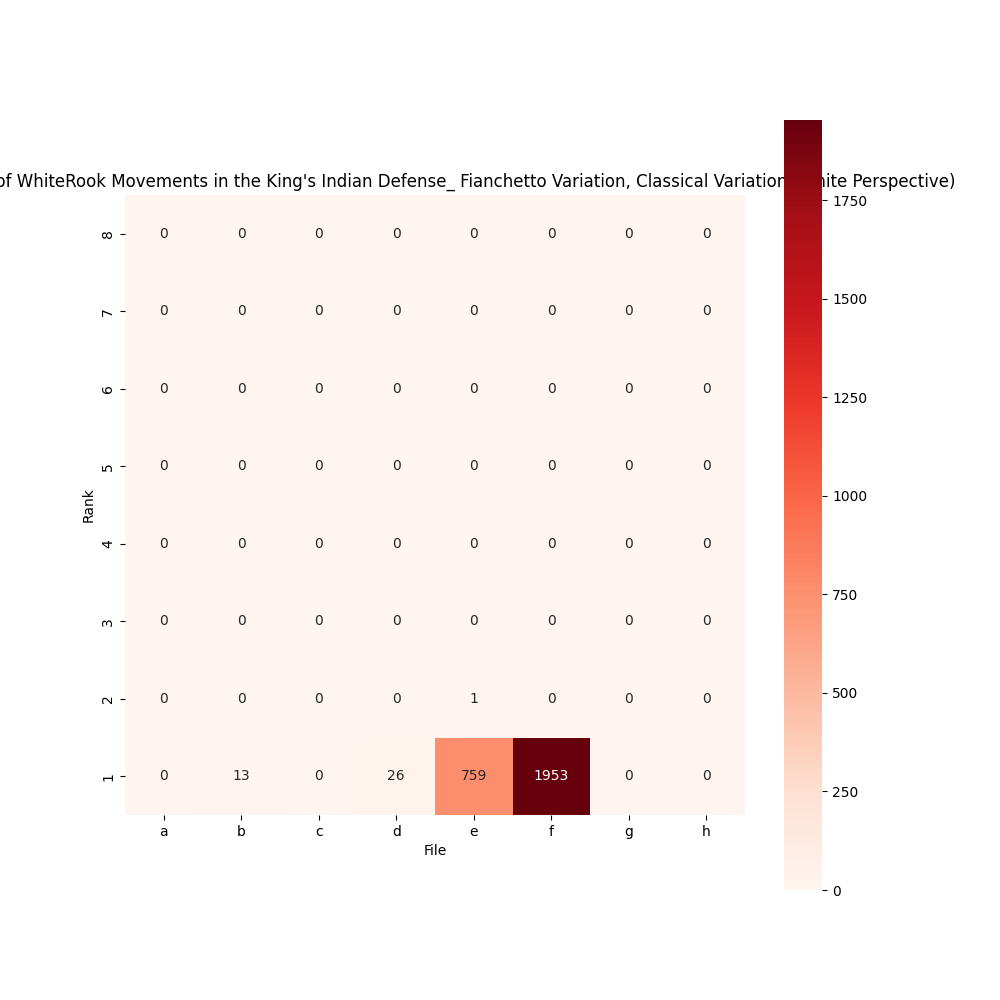 of WhiteRook Movements in the King's Indian Defense_ Fianchetto Variation, Classical Variation hite Perspective)
8 0 0 0 0 0 0 0 0
7 0 0 0 0 0 0 0 0
6 0 0 0 0 0 0 0 0
5 0 0 0 0 0 0 0 0
4 0 0 0 0 0 0 0 0
3 0 0 0 0 0 0 0 0
2 0 0 0 0 1 0 0 0
1 0 13 0 26 759 1953 0 0
a b c d e f g h
File
Rank
1750
1500
1250
1000
750
500
250
0